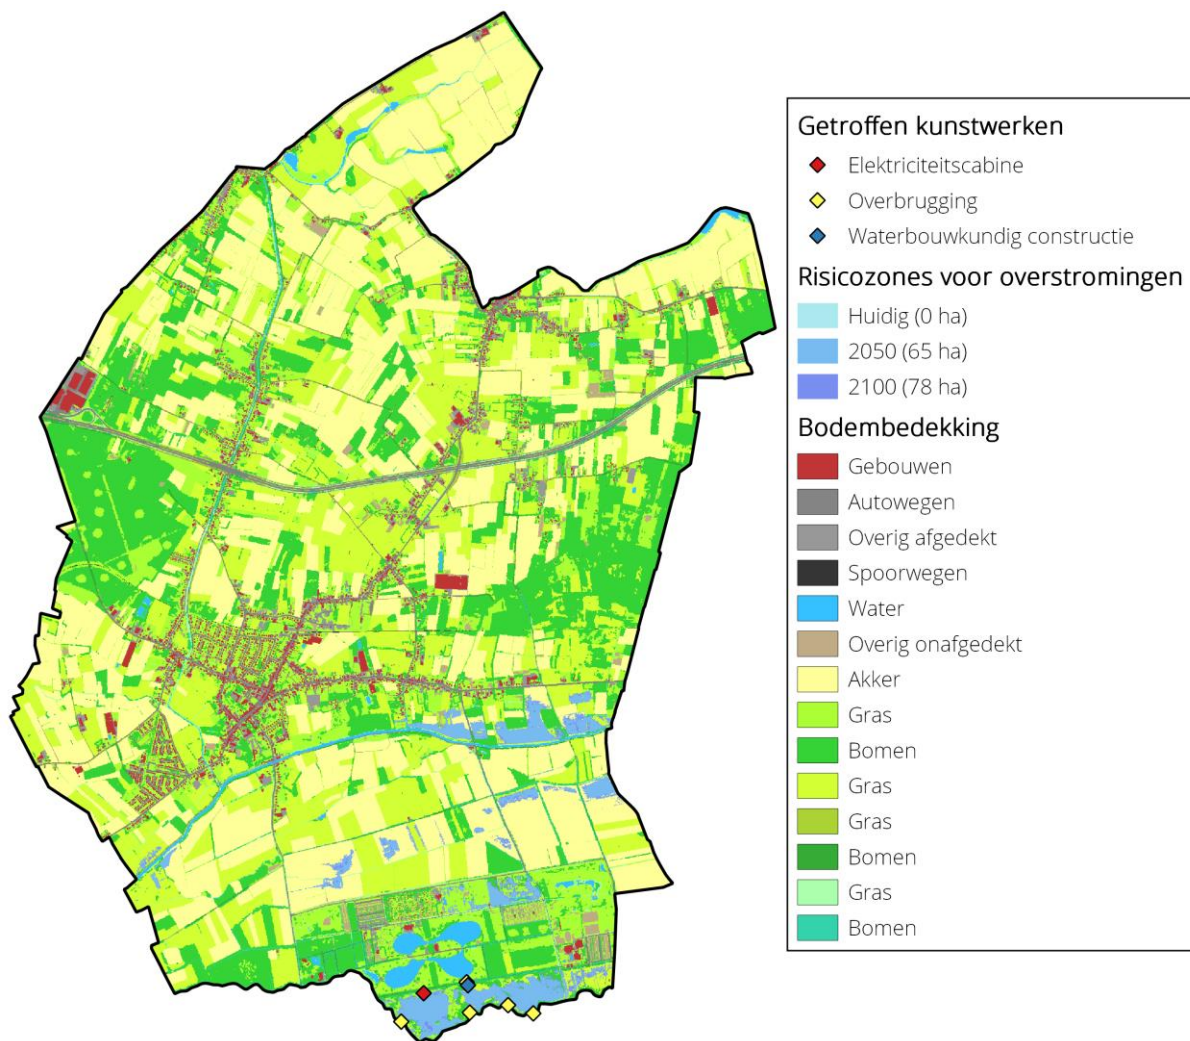 Getroffen kunstwerken
Elektriciteitscabine
Overbrugging
Waterbouwkundig constructie
Risicozones voor overstromingen
Huidig (0 ha)
2050 (65 ha)
2100 (78 ha)
Bodembedekking
Gebouwen
Autowegen
Overig afgedekt
Spoorwegen
Water
Overig onafgedekt
Akker
Gras
Bomen
Gras
Gras
Bomen
Gras
Bomen